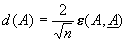 d(A) = 2/√n ε(A, A̲)